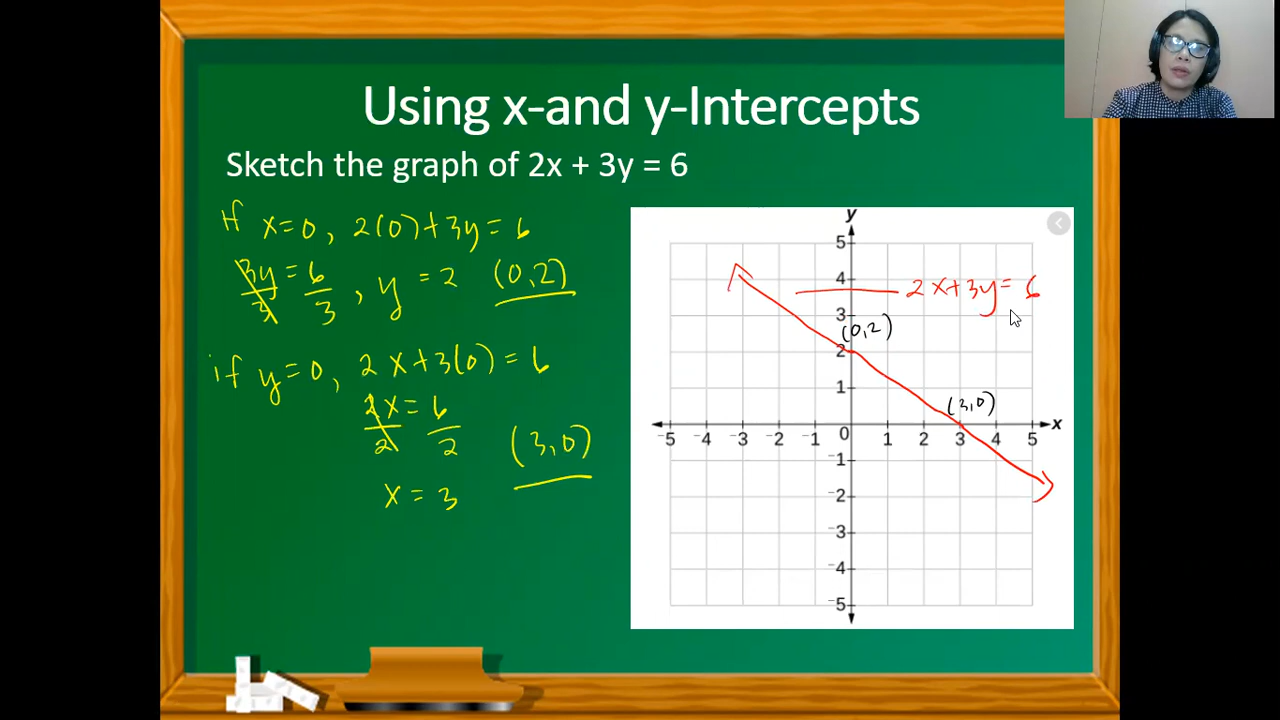 Using x-and y-Intercepts
Sketch the graph of 2x + 3y = 6
If x=0, 2(0)+3y=6
3y/3 = 6/3, y = 2 (0,2)
if y=0, 2x+3(0)=6
2x/2 = 6/2
(3,0)
x = 3
y
5
4
2x+3y=6
3
(0,2)
2
1
(3,0)
x
-5 -4 -3 -2 -1 0 1 2 3 4 5
-1
-2
-3
-4
-5